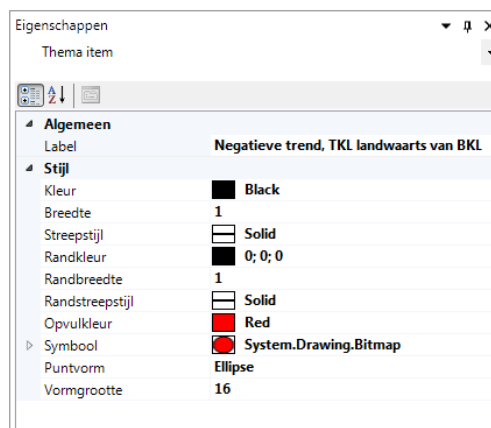 Eigenschappen
Thema item
Algemeen
Label Negatieve trend, TKL landwaarts van BKL
Stijl
Kleur Black
Breedte 1
Streepstijl Solid
Randkleur 0; 0; 0
Randbreedte 1
Randstreepstijl Solid
Opvulkleur Red
Symbool System.Drawing.Bitmap
Puntvorm Ellipse
Vormgrootte 16